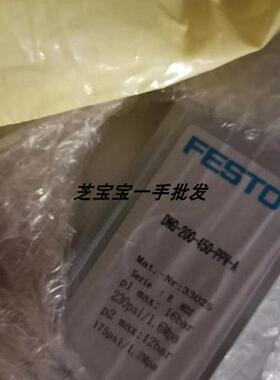 FESTO
芝宝宝一手批发
DNG-200-450-PPV-A
Mat.-Nr:33025
Serie: E H02
p1 max: 16bar
230psi/1.6Mpa
p2 max:12bar
175psi/1.2Mpa